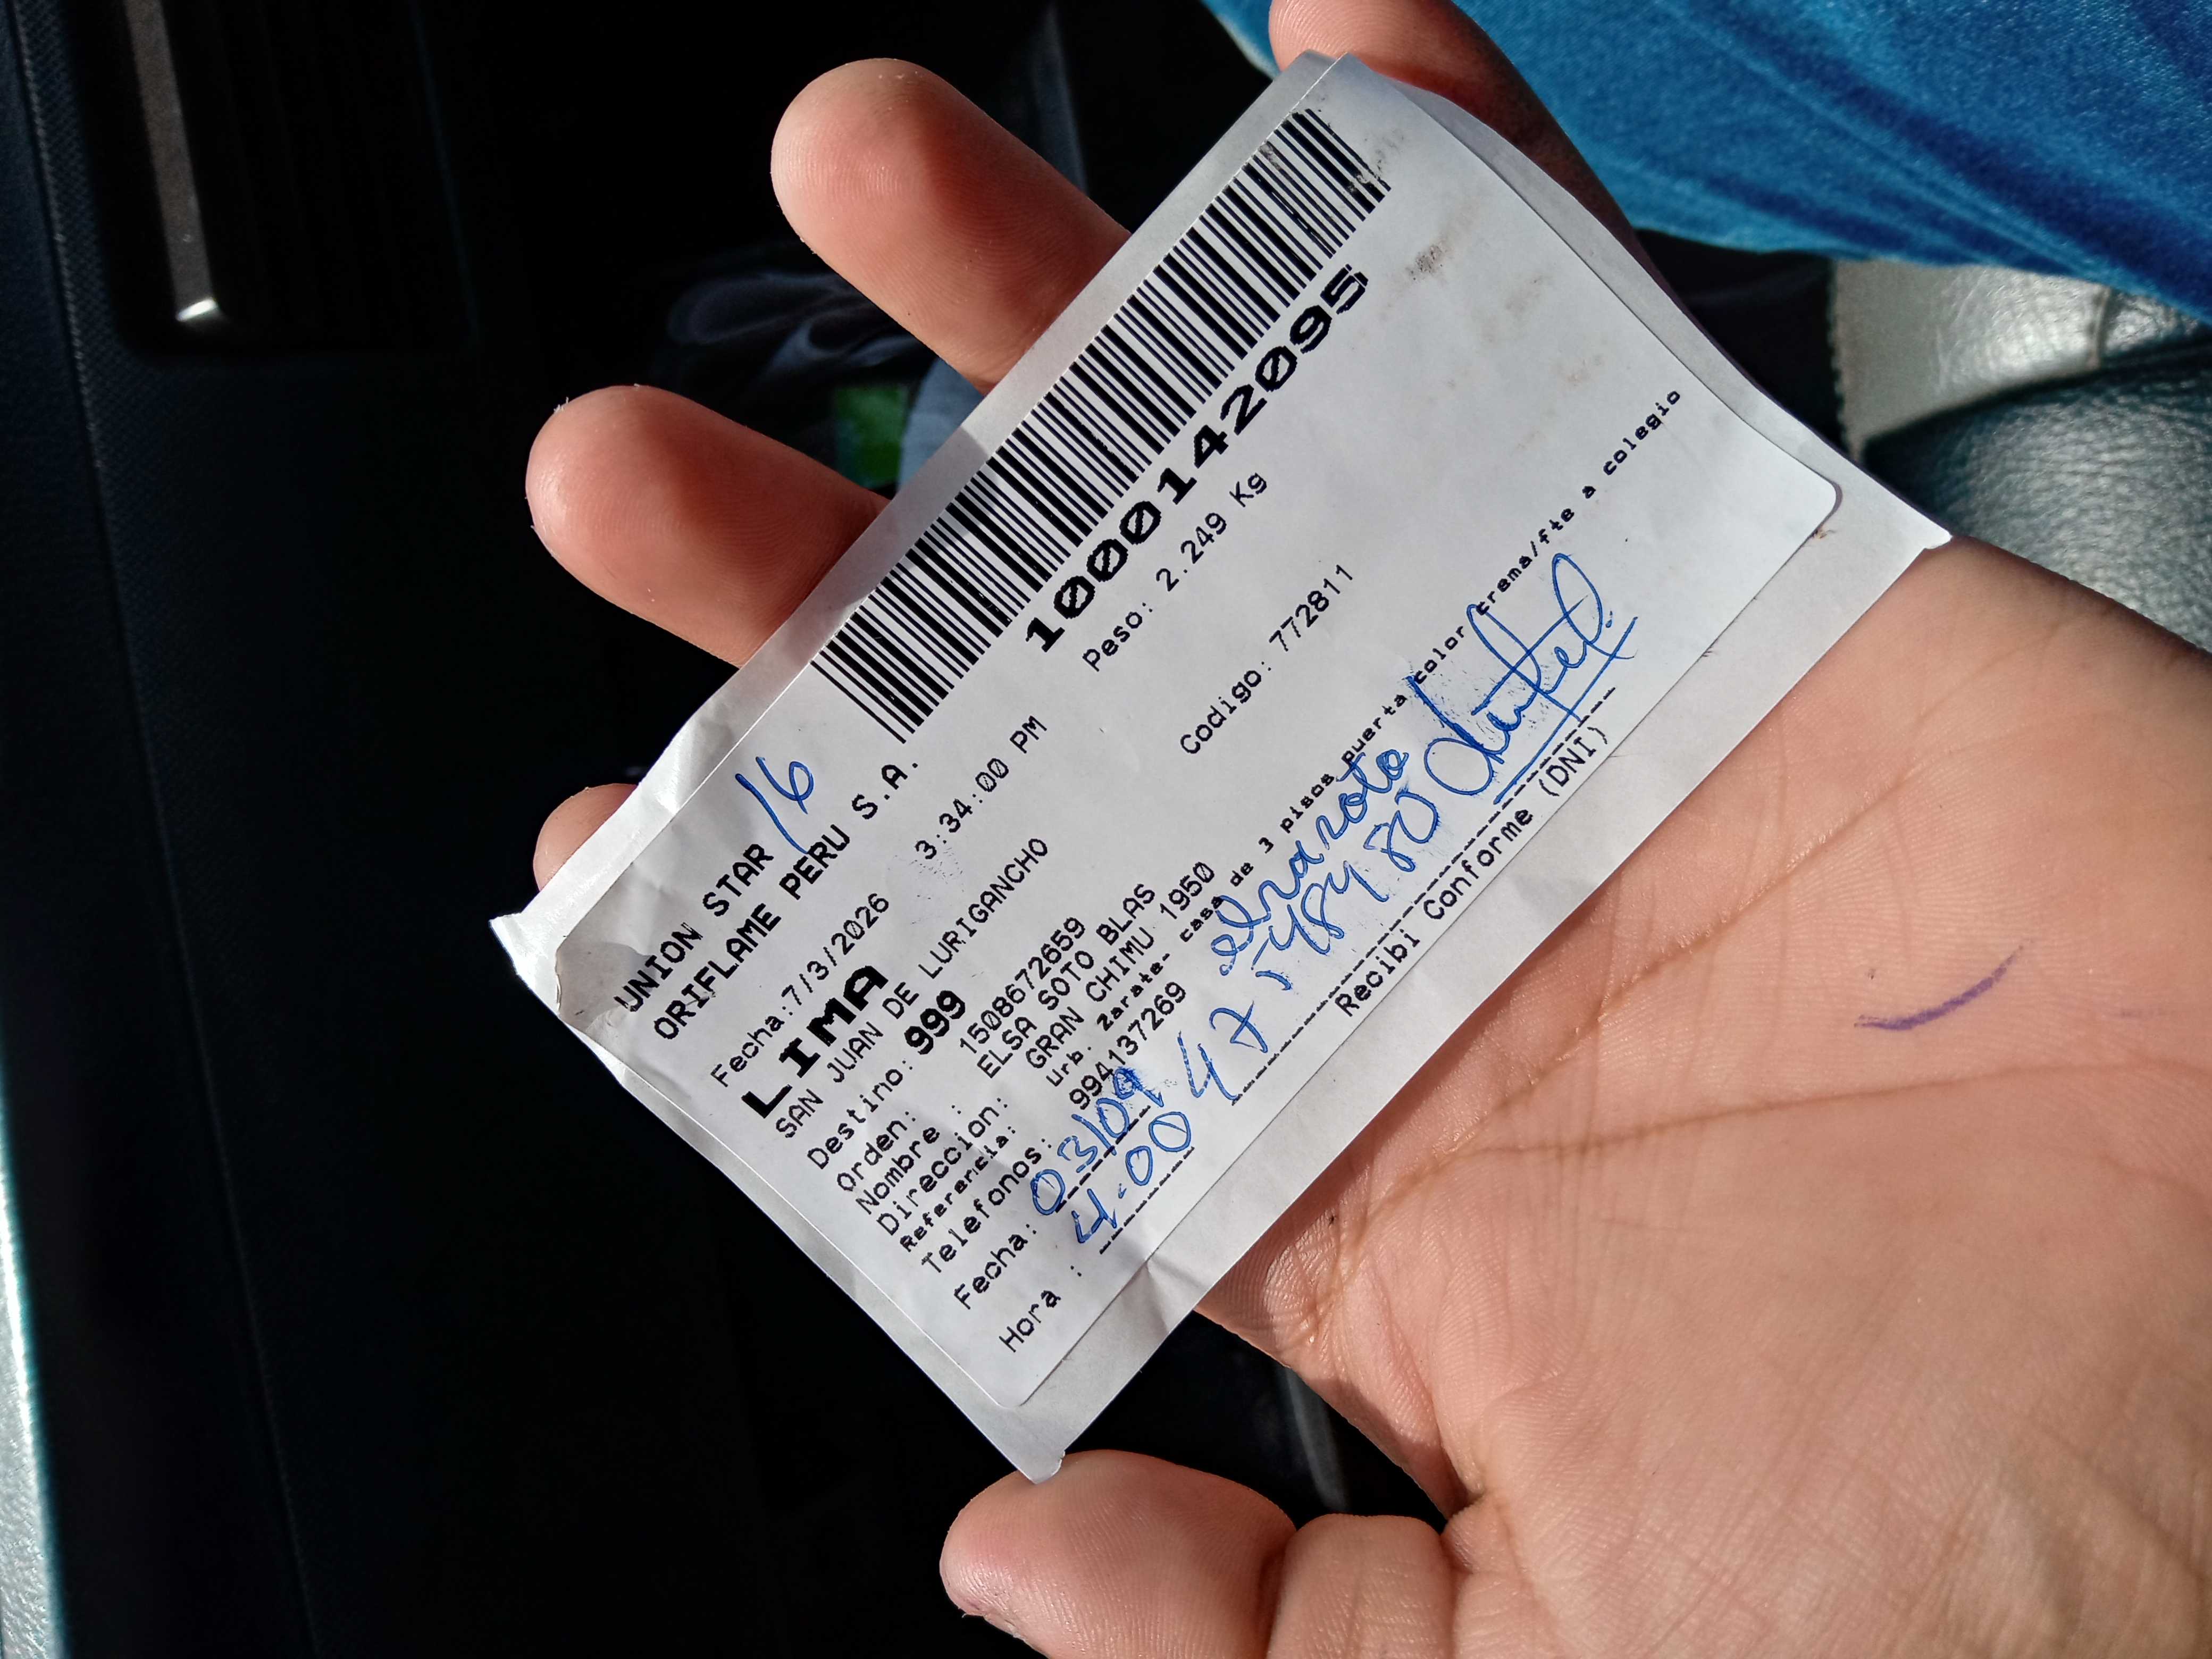 UNION STAR 16
ORIFLAME PERU S.A.
Fecha:7/3/2026 3:34:00 PM
LIMA
SAN JUAN DE LURIGANCHO
1000142095
Peso: 2.249 Kg
Destino: 999
Codigo: 772811
Orden: 1508672659
Nombre : ELSA SOTO BLAS
Direccion: GRAN CHIMU 1950
Referencia: Urb. Zarate- casa de 3 pisos puerta color crema/fte a colegio
Telefonos: 994137269
Fecha: 03/09
Hora : 4.00
Recibi Conforme (DNI)